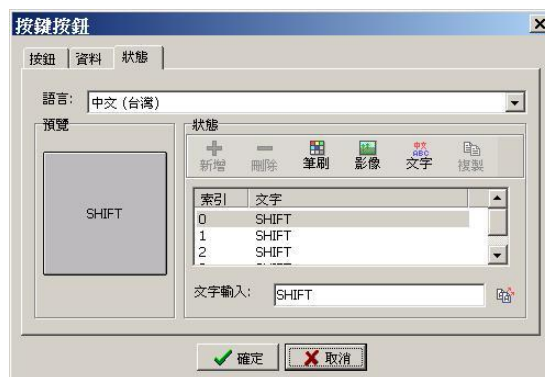 按鍵按鈕
按鈕 資料 狀態
語言: 中文 (台灣)
預覽
SHIFT
狀態
新增 刪除 筆刷 影像 文字 複製
索引 文字
0 SHIFT
1 SHIFT
2 SHIFT
文字輸入: SHIFT
確定 取消